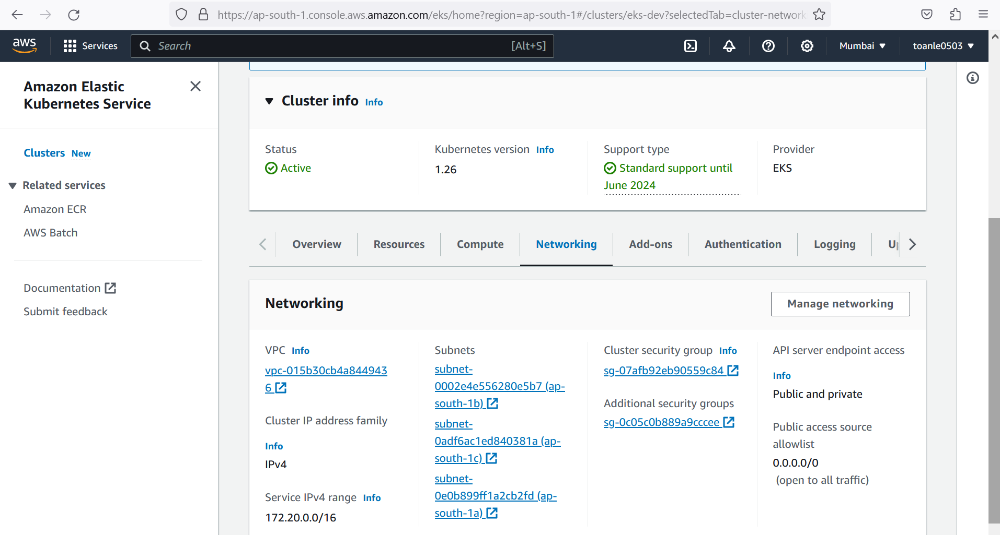 https://ap-south-1.console.aws.amazon.com/eks/home?region=ap-south-1#/clusters/eks-dev?selectedTab=cluster-network
aws
Services
Search
[Alt+S]
Mumbai
toanle0503
Amazon Elastic
Kubernetes Service
Clusters New
Related services
Amazon ECR
AWS Batch
Documentation
Submit feedback
Cluster info Info
Status
Active
Kubernetes version Info
1.26
Support type
Standard support until
June 2024
Provider
EKS
Overview
Resources
Compute
Networking
Add-ons
Authentication
Logging
Networking
Manage networking
VPC Info
vpc-015b30cb4a844943
6
Cluster IP address family
Info
IPv4
Service IPv4 range Info
172.20.0.0/16
Subnets
subnet-
0002e4e556280e5b7 (ap-
south-1b)
subnet-
0adf6ac1ed840381a (ap-
south-1c)
subnet-
0e0b899ff1a2cb2fd (ap-
south-1a)
Cluster security group Info
sg-07afb92eb90559c84
Additional security groups
sg-0c05c0b889a9cccee
API server endpoint access
Info
Public and private
Public access source
allowlist
0.0.0.0/0
(open to all traffic)